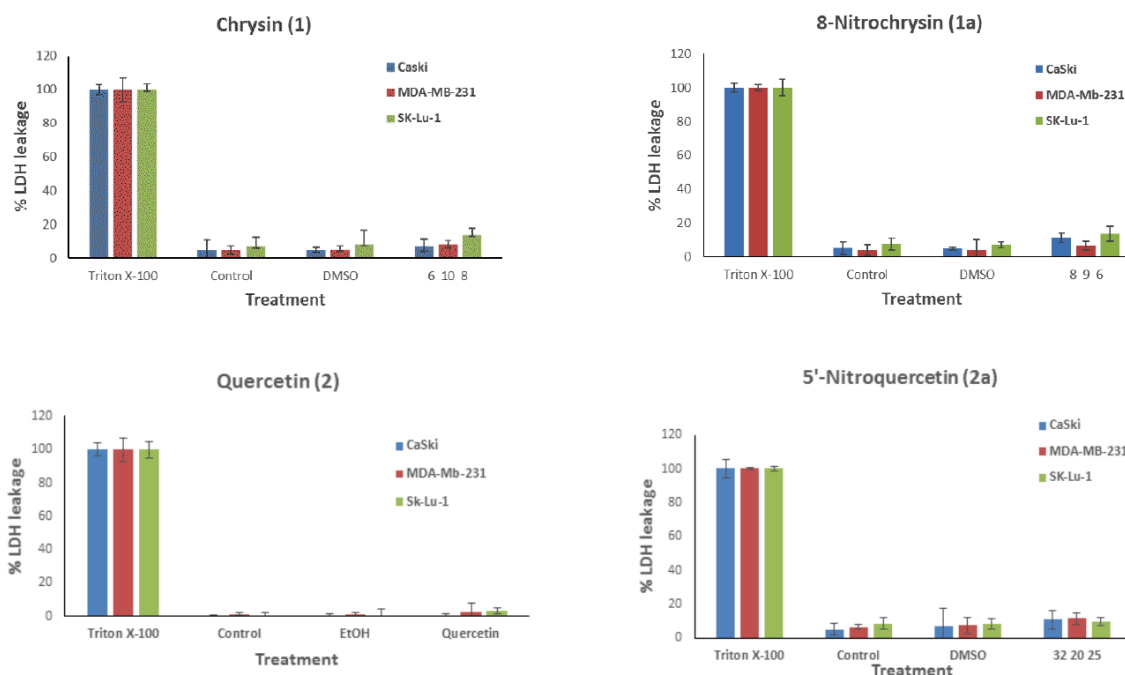 Chrysin (1)
120
100
80
60
40
20
0
% LDH leakage
Caski
MDA-MB-231
SK-Lu-1
Triton X-100 Control DMSO 6 10 8
Treatment
8-Nitrochrysin (1a)
120
100
80
60
40
20
0
% LDH leakage
CaSki
MDA-Mb-231
SK-Lu-1
Triton X-100 Control DMSO 8 9 6
Treatment
Quercetin (2)
120
100
80
60
40
20
0
% LDH leakage
CaSki
MDA-Mb-231
Sk-Lu-1
Triton X-100 Control EtOH Quercetin
Treatment
5'-Nitroquercetin (2a)
120
100
80
60
40
20
0
% LDH leakage
CaSki
MDA-MB-231
SK-Lu-1
Triton X-100 Control DMSO 32 20 25
Treatment